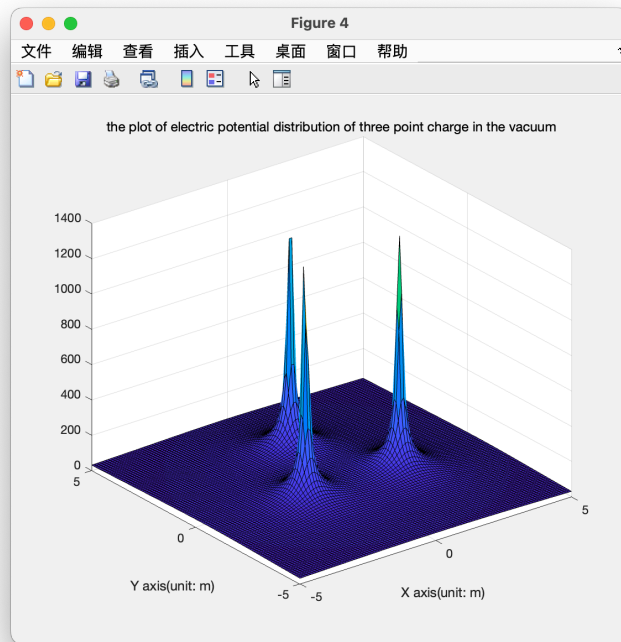 Figure 4
文件 编辑 查看 插入 工具 桌面 窗口 帮助
the plot of electric potential distribution of three point charge in the vacuum
1400
1200
1000
800
600
400
200
0
5
0
-5
Y axis(unit: m)
-5
0
5
X axis(unit: m)